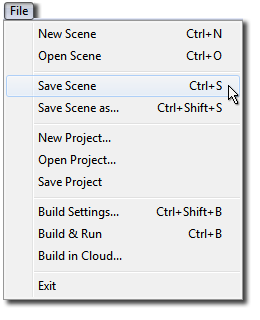 File
New Scene Ctrl+N
Open Scene Ctrl+O
Save Scene Ctrl+S
Save Scene as... Ctrl+Shift+S
New Project...
Open Project...
Save Project
Build Settings... Ctrl+Shift+B
Build & Run Ctrl+B
Build in Cloud...
Exit